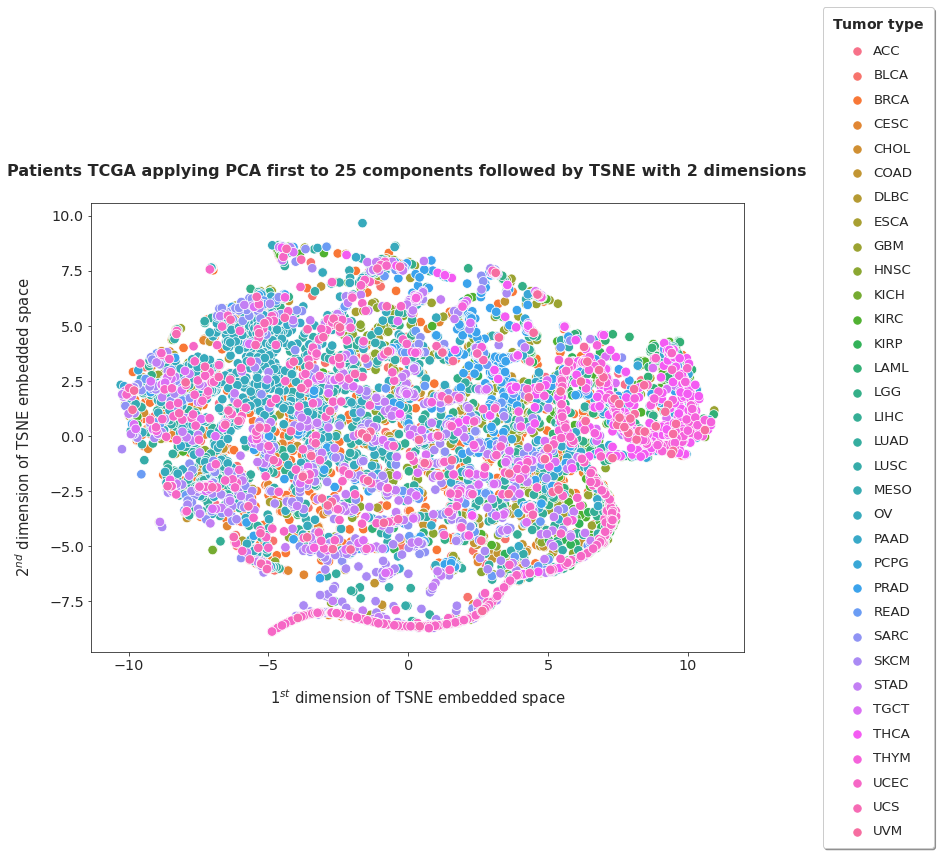 Tumor type
ACC
BLCA
BRCA
CESC
CHOL
COAD
DLBC
ESCA
GBM
HNSC
KICH
KIRC
KIRP
LAML
LGG
LIHC
LUAD
LUSC
MESO
OV
PAAD
PCPG
PRAD
READ
SARC
SKCM
STAD
TGCT
THCA
THYM
UCEC
UCS
UVM
Patients TCGA applying PCA first to 25 components followed by TSNE with 2 dimensions
10.0
7.5
5.0
2.5
0.0
−2.5
−5.0
−7.5
2nd dimension of TSNE embedded space
−10
−5
0
5
10
1st dimension of TSNE embedded space